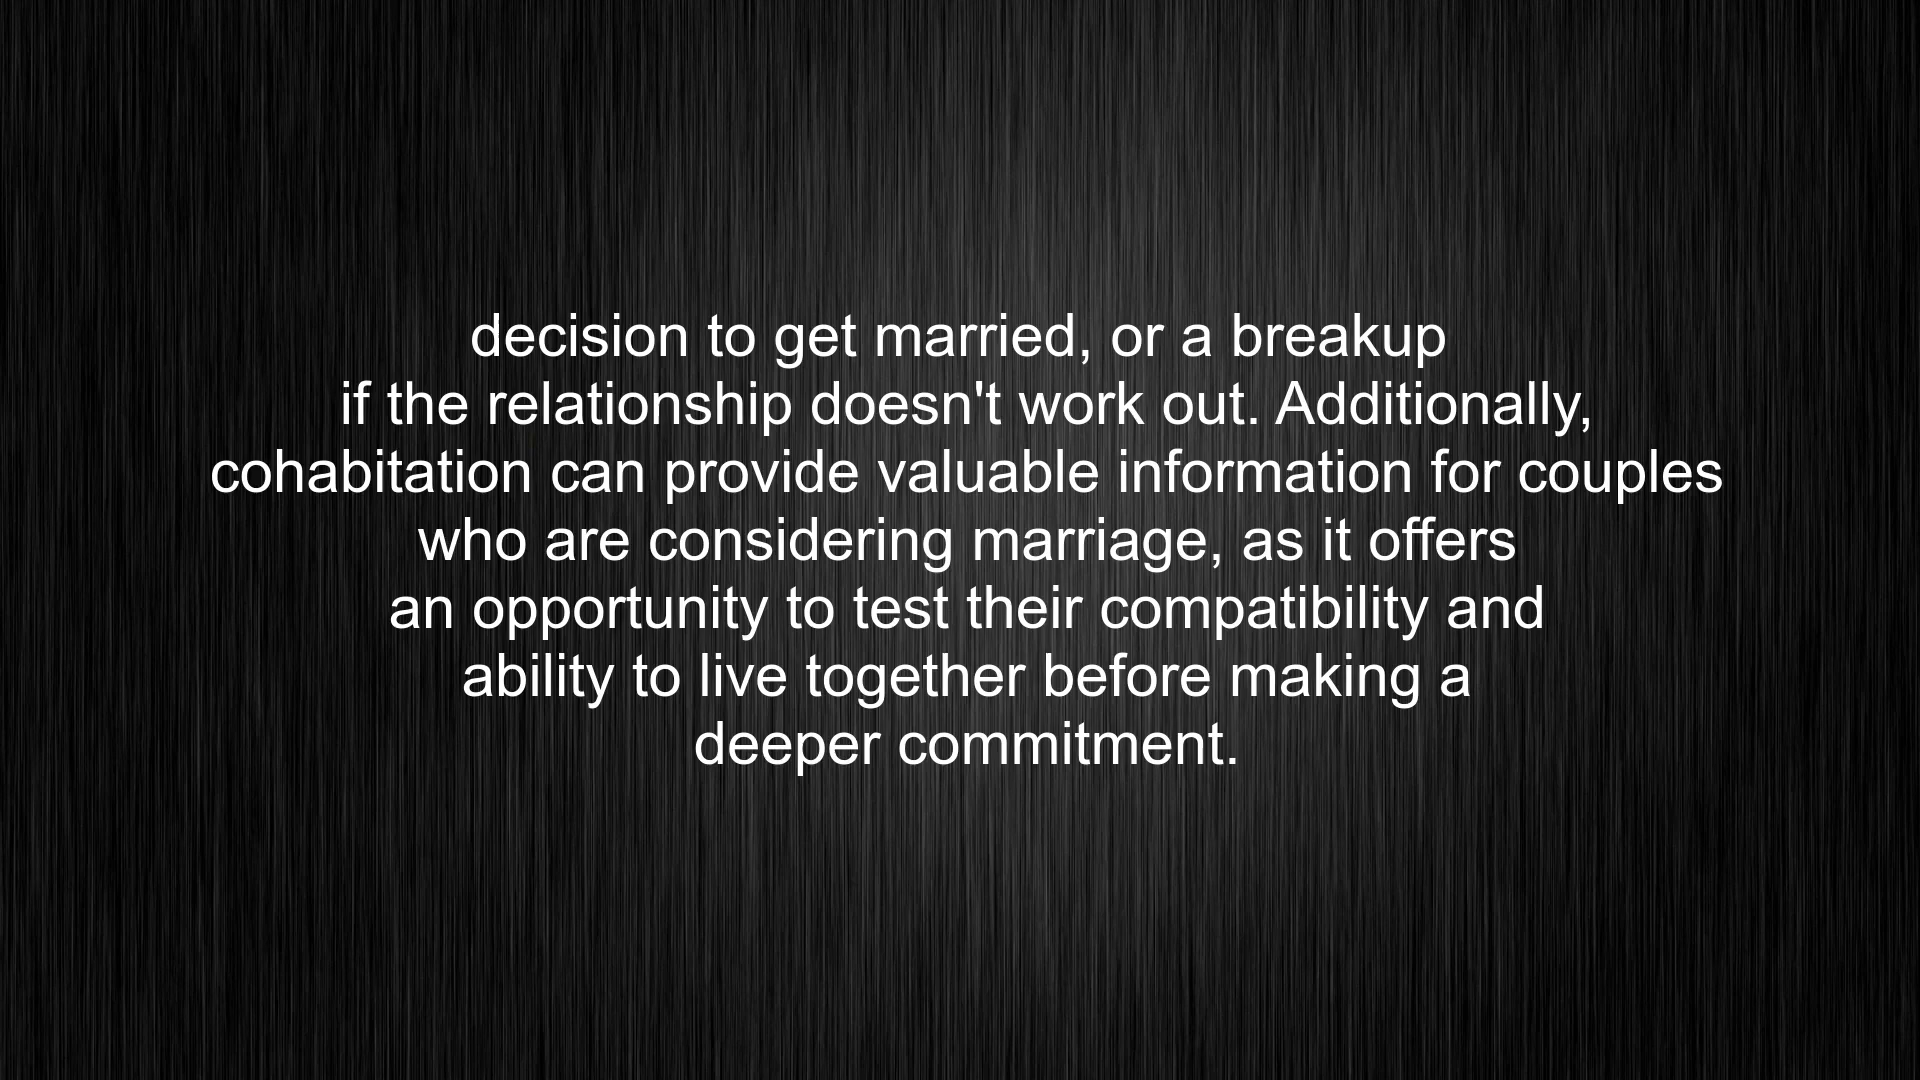 decision to get married, or a breakup
if the relationship doesn't work out. Additionally,
cohabitation can provide valuable information for couples
who are considering marriage, as it offers
an opportunity to test their compatibility and
ability to live together before making a
deeper commitment.